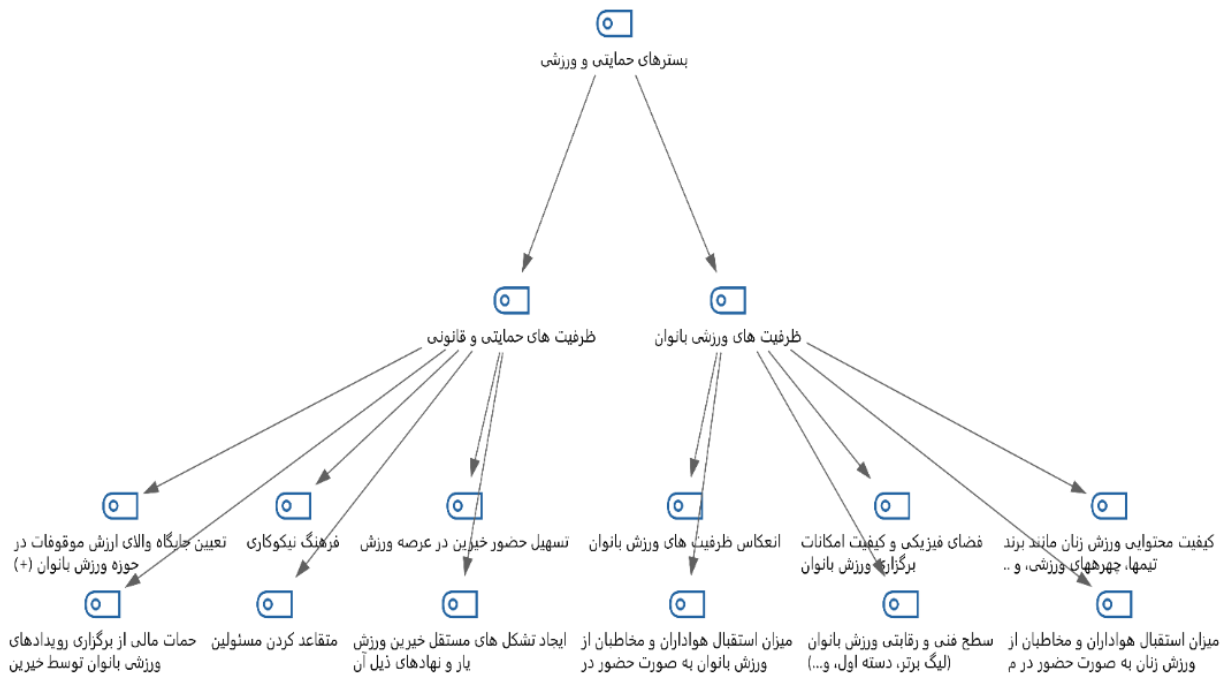 بسترهای حمایتی و ورزشی
ظرفیت های حمایتی و قانونی
ظرفیت های ورزشی بانوان
تعیین جایگاه والای ارزش موقوفات در
حوزه ورزش بانوان (+)
فرهنگ نیکوکاری
تسهیل حضور خیرین در عرصه ورزش
انعکاس ظرفیت های ورزش بانوان
فضای فیزیکی و کیفیت امکانات
برگزاری ورزش بانوان
کیفیت محتوایی ورزش زنان مانند برند
تیمها، چهرههای ورزشی، و ..
حمات مالی از برگزاری رویدادهای
ورزشی بانوان توسط خیرین
متقاعد کردن مسئولین
ایجاد تشکل های مستقل خیرین ورزش
یار و نهادهای ذیل آن
میزان استقبال هواداران و مخاطبان از
ورزش بانوان به صورت حضور در
سطح فنی و رقابتی ورزش بانوان
(لیگ برتر، دسته اول، و...)
میزان استقبال هواداران و مخاطبان از
ورزش زنان به صورت حضور در م